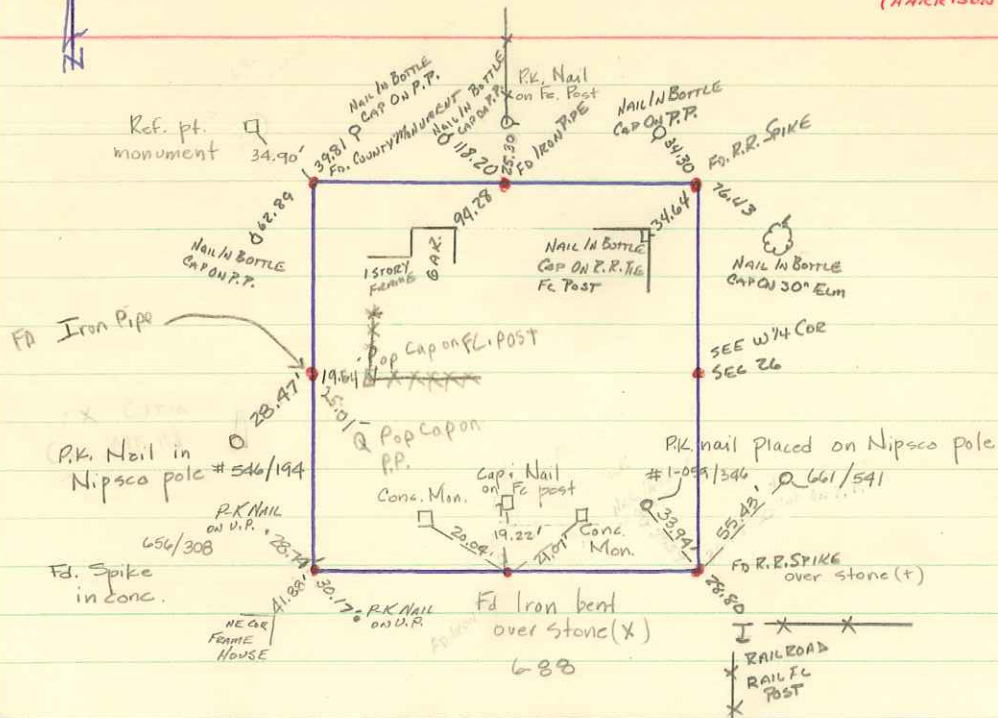 (HARRISON
N
Ref. pt.
monument
34.90'
39.81
NAIL IN BOTTLE
CAP ON P.P.
FD. COUNTY MONUMENT
NAIL IN BOTTLE
CAP ON P.P.
118.20
25.30
P.K. Nail
on Fc. Post
FD IRON PIPE
NAIL IN BOTTLE
CAP ON P.P.
34.30
FD. R.R. SPIKE
76.43
62.89
NAIL IN BOTTLE
CAP ON P.P.
94.28
1 STORY
FRAME
GAR.
34.64
NAIL IN BOTTLE
CAP ON R.R. TIE
FC POST
NAIL IN BOTTLE
CAP ON 30" ELM
FD Iron Pipe
Pop Cap on FC. POST
19.54'
SEE W 1/4 COR
SEC 26
28.47'
25.01'
Pop Cap on
P.P.
P.K. Nail in
Nipsco pole #546/194
P.K. nail placed on Nipsco pole
#1-059/346
661/541
Conc. Mon.
Cap & Nail
on Fc post
Conc.
Mon.
20.04'
19.22'
21.07'
33.94'
55.43'
P.K NAIL
ON U.P.
656/308
28.74
Fd. Spike
in conc.
41.88'
30.17
P.K NAIL
ON U.P.
NE COR
FRAME
HOUSE
Fd Iron bent
over stone (X)
6-88
FD R.R. SPIKE
over stone (+)
28.80
RAILROAD
RAIL FC
POST